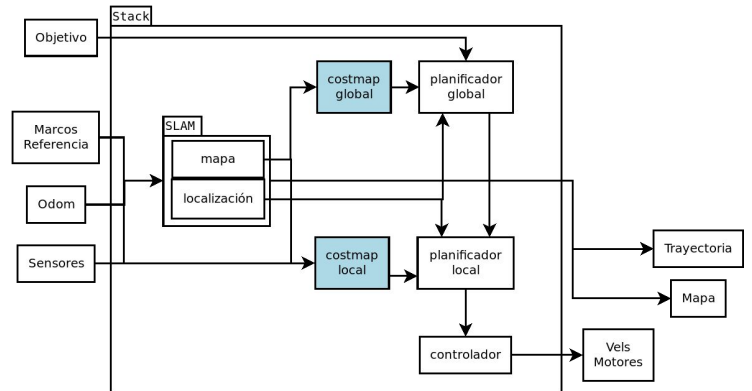 Stack
Objetivo
costmap
global
planificador
global
Marcos
Referencia
SLAM
mapa
localización
Odom
Sensores
costmap
local
planificador
local
Trayectoria
Mapa
controlador
Vels
Motores